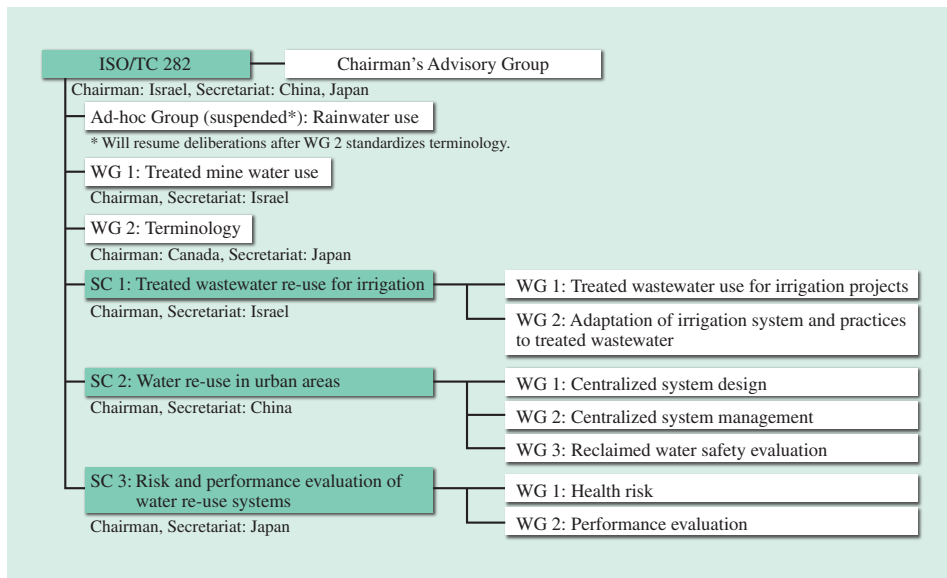 ISO/TC 282
Chairman's Advisory Group
Chairman: Israel, Secretariat: China, Japan
Ad-hoc Group (suspended*): Rainwater use
* Will resume deliberations after WG 2 standardizes terminology.
WG 1: Treated mine water use
Chairman, Secretariat: Israel
WG 2: Terminology
Chairman: Canada, Secretariat: Japan
SC 1: Treated wastewater re-use for irrigation
Chairman, Secretariat: Israel
WG 1: Treated wastewater use for irrigation projects
WG 2: Adaptation of irrigation system and practices
to treated wastewater
SC 2: Water re-use in urban areas
Chairman, Secretariat: China
WG 1: Centralized system design
WG 2: Centralized system management
WG 3: Reclaimed water safety evaluation
SC 3: Risk and performance evaluation of
water re-use systems
Chairman, Secretariat: Japan
WG 1: Health risk
WG 2: Performance evaluation